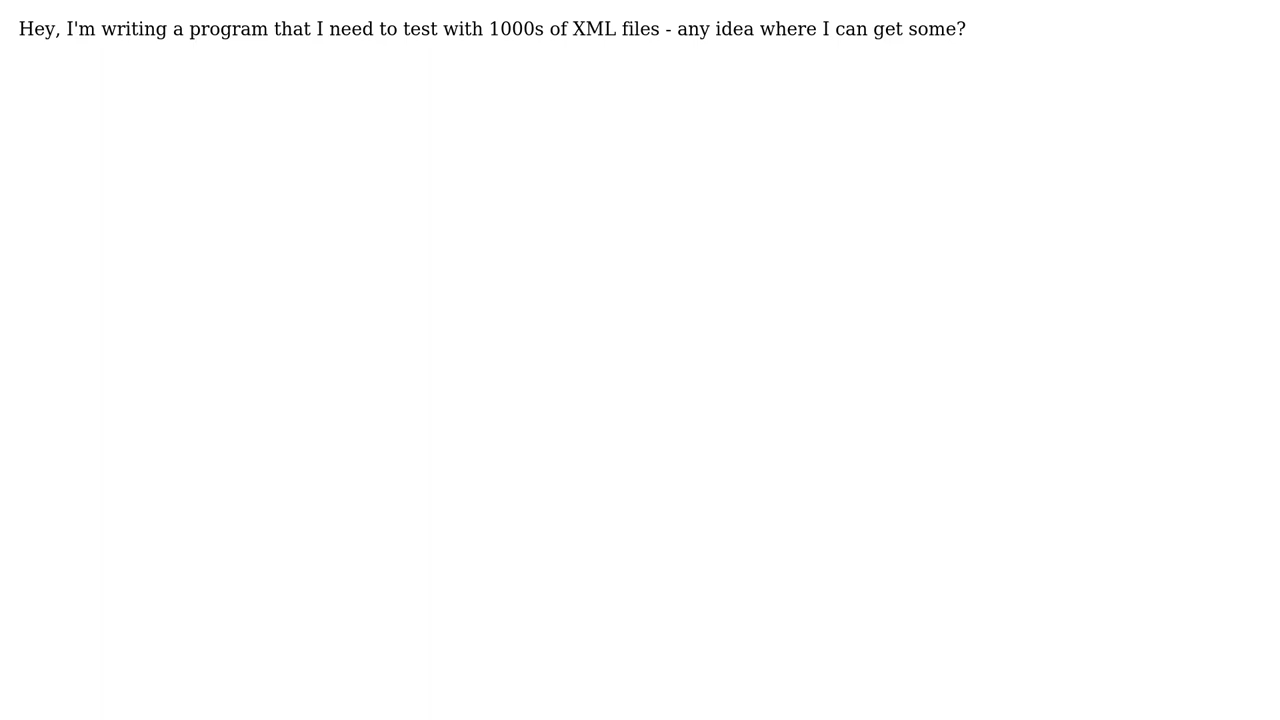 Hey, I'm writing a program that I need to test with 1000s of XML files - any idea where I can get some?